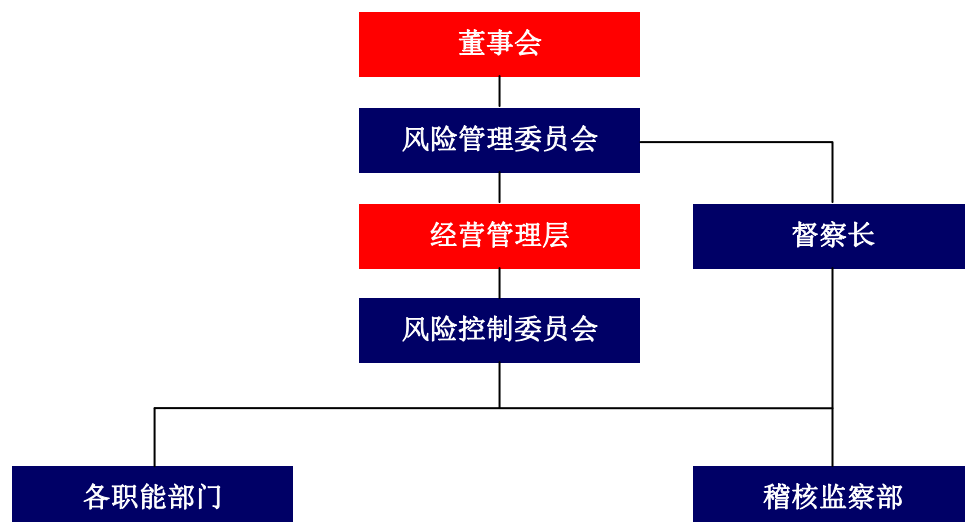 董事会
风险管理委员会
经营管理层
督察长
风险控制委员会
各职能部门
稽核监察部